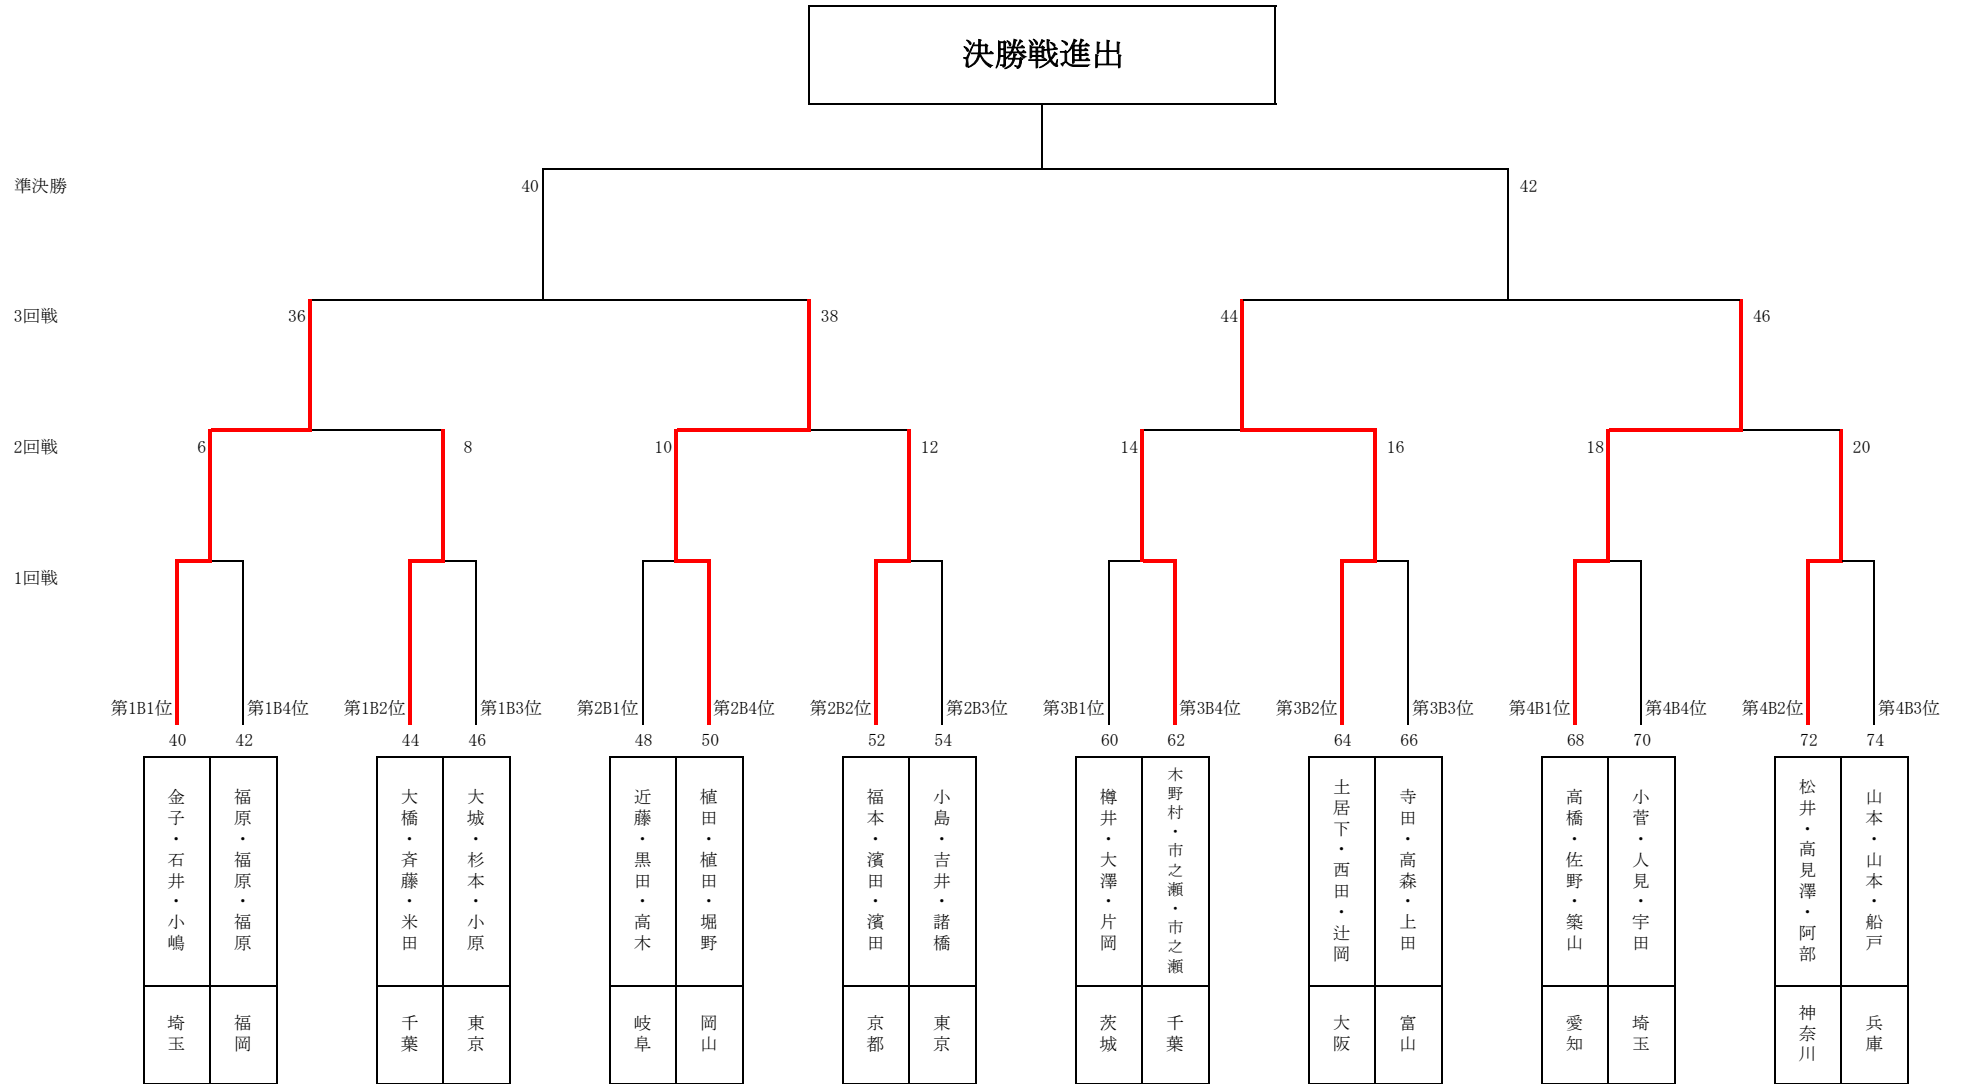 決勝戦進出
準決勝 40 42
3回戦 36 38 44 46
2回戦 6 8 10 12 14 16 18 20
1回戦
第1B1位 第1B4位 第1B2位 第1B3位 第2B1位 第2B4位 第2B2位 第2B3位 第3B1位 第3B4位 第3B2位 第3B3位 第4B1位 第4B4位 第4B2位 第4B3位
40 42 44 46 48 50 52 54 60 62 64 66 68 70 72 74
金子・石井・小嶋
福原・福原・福原
大橋・斉藤・米田
大城・杉本・小原
近藤・黒田・高木
植田・植田・堀野
福本・濱田・濱田
小島・吉井・諸橋
樽井・大澤・片岡
木野村・市之瀬・市之瀬
土居下・西田・辻岡
寺田・高森・上田
高橋・佐野・築山
小菅・人見・宇田
松井・高見澤・阿部
山本・山本・船戸
埼玉
福岡
千葉
東京
岐阜
岡山
京都
東京
茨城
千葉
大阪
富山
愛知
埼玉
神奈川
兵庫